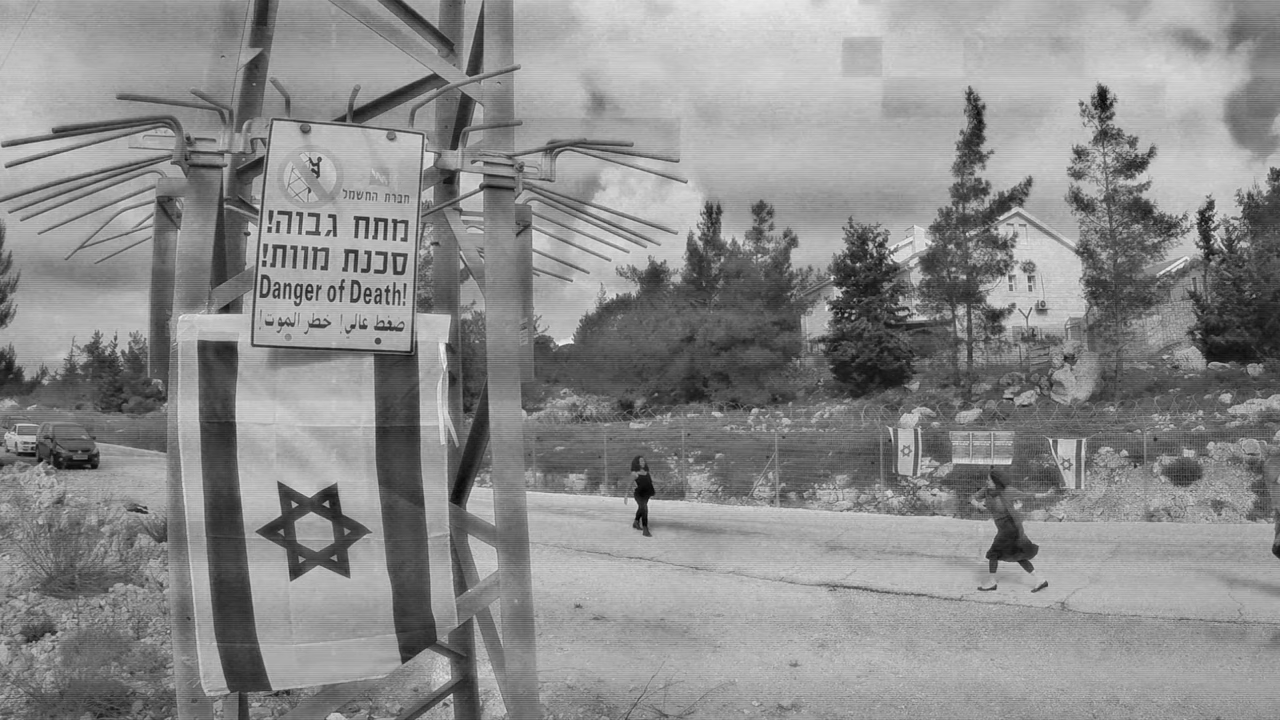 חברת החשמל
מתח גבוה!
סכנת מוות!
Danger of Death!
ضغط عالي! خطر الموت!